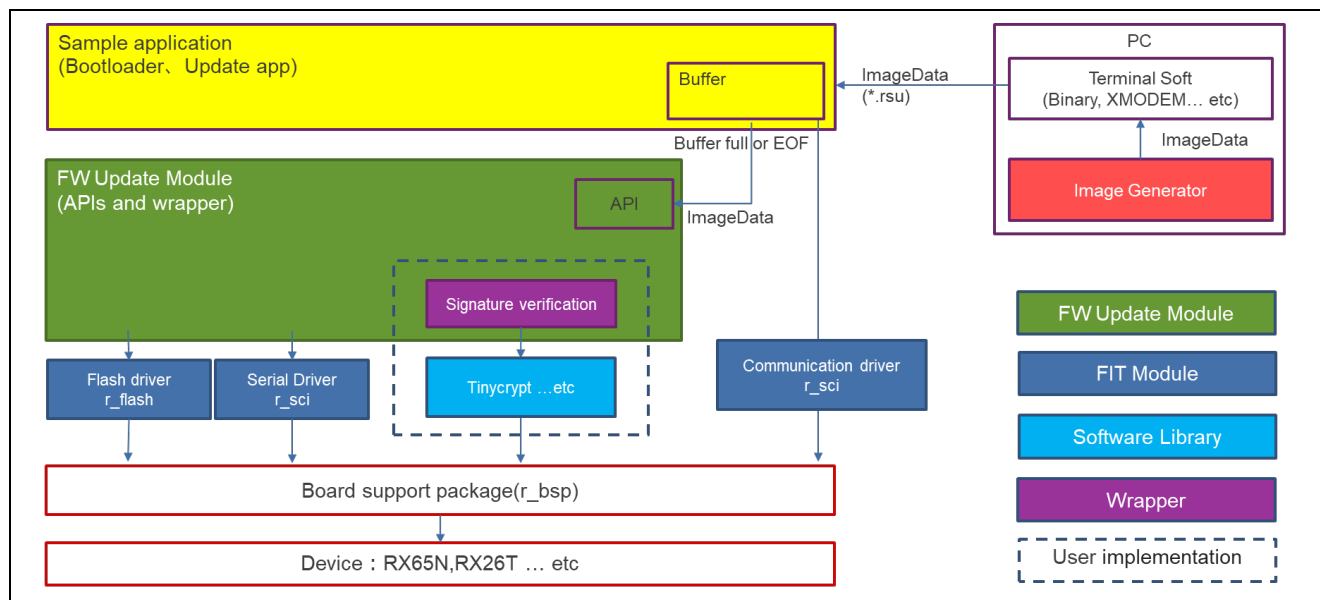 Sample application
(Bootloader、Update app)
Buffer
ImageData
(*.rsu)
PC
Terminal Soft
(Binary, XMODEM… etc)
ImageData
Image Generator
Buffer full or EOF
FW Update Module
(APIs and wrapper)
API
ImageData
Signature verification
Flash driver
r_flash
Serial Driver
r_sci
Tinycrypt …etc
Communication driver
r_sci
Board support package(r_bsp)
Device：RX65N,RX26T … etc
FW Update Module
FIT Module
Software Library
Wrapper
User implementation